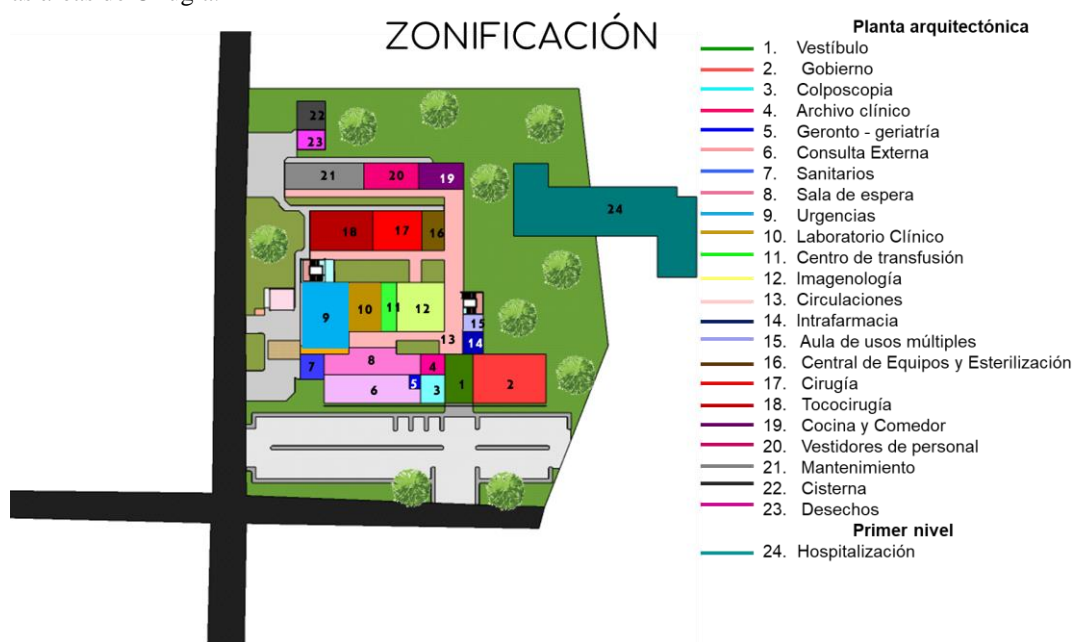 ZONIFICACIÓN
Planta arquitectónica
1. Vestíbulo
2. Gobierno
3. Colposcopia
4. Archivo clínico
5. Geronto - geriatría
6. Consulta Externa
7. Sanitarios
8. Sala de espera
9. Urgencias
10. Laboratorio Clínico
11. Centro de transfusión
12. Imagenología
13. Circulaciones
14. Intrafarmacia
15. Aula de usos múltiples
16. Central de Equipos y Esterilización
17. Cirugía
18. Tococirugía
19. Cocina y Comedor
20. Vestidores de personal
21. Mantenimiento
22. Cisterna
23. Desechos
Primer nivel
24. Hospitalización
22
23
21 20 19
24
18 17 16
9 10 11 12 15
13 14
7 8 4
6 5 3 1 2